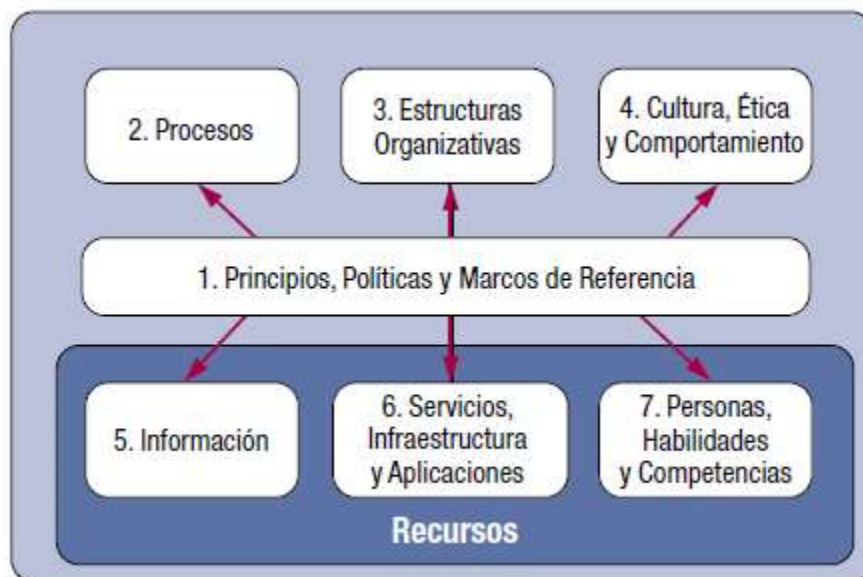 2. Procesos
3. Estructuras
Organizativas
4. Cultura, Ética
y Comportamiento
1. Principios, Políticas y Marcos de Referencia
5. Información
6. Servicios,
Infraestructura
y Aplicaciones
7. Personas,
Habilidades
y Competencias
Recursos